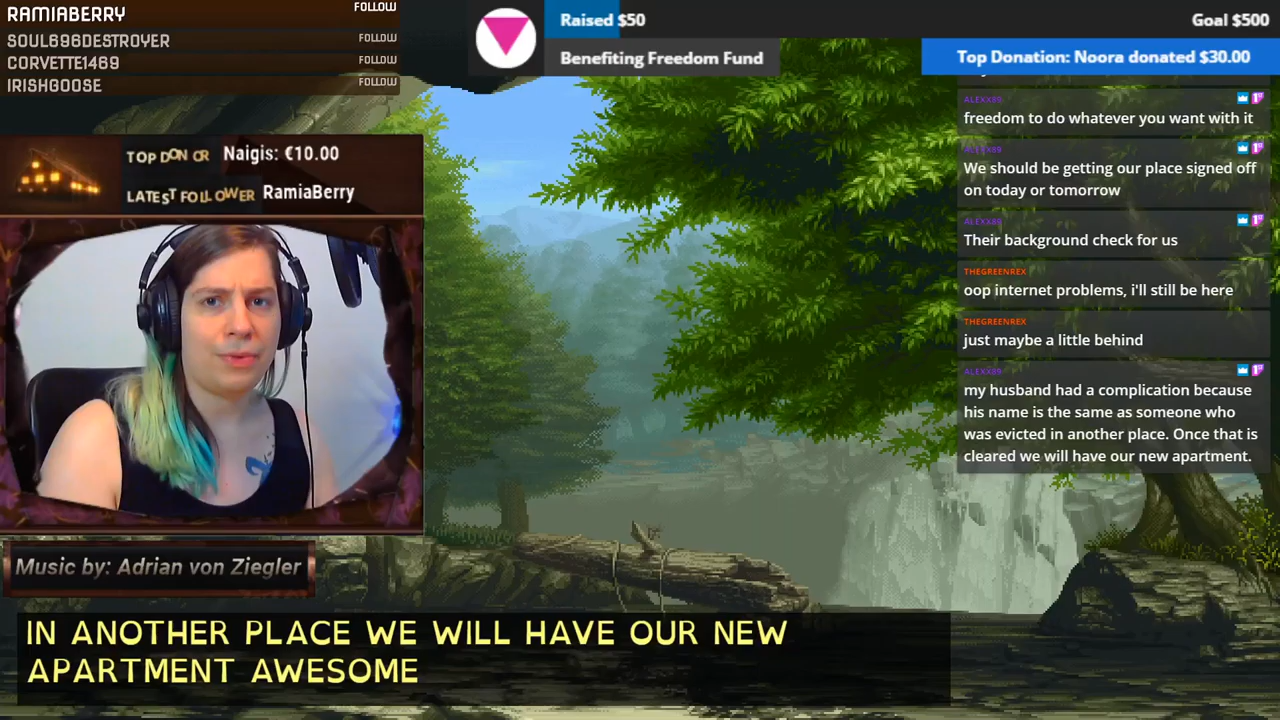 RAMIABERRY
FOLLOW
SOUL696DESTROYER
FOLLOW
CORVETTE1469
FOLLOW
IRISHGOOSE
FOLLOW
Raised $50
Goal $500
Benefiting Freedom Fund
Top Donation: Noora donated $30.00
TOP DONOR
Naigis: €10.00
LATEST FOLLOWER
RamiaBerry
ALEXX89
freedom to do whatever you want with it
ALEXX89
We should be getting our place signed off
on today or tomorrow
ALEXX89
Their background check for us
THEGREENREX
oop internet problems, i'll still be here
THEGREENREX
just maybe a little behind
ALEXX89
my husband had a complication because
his name is the same as someone who
was evicted in another place. Once that is
cleared we will have our new apartment.
Music by: Adrian von Ziegler
IN ANOTHER PLACE WE WILL HAVE OUR NEW
APARTMENT AWESOME